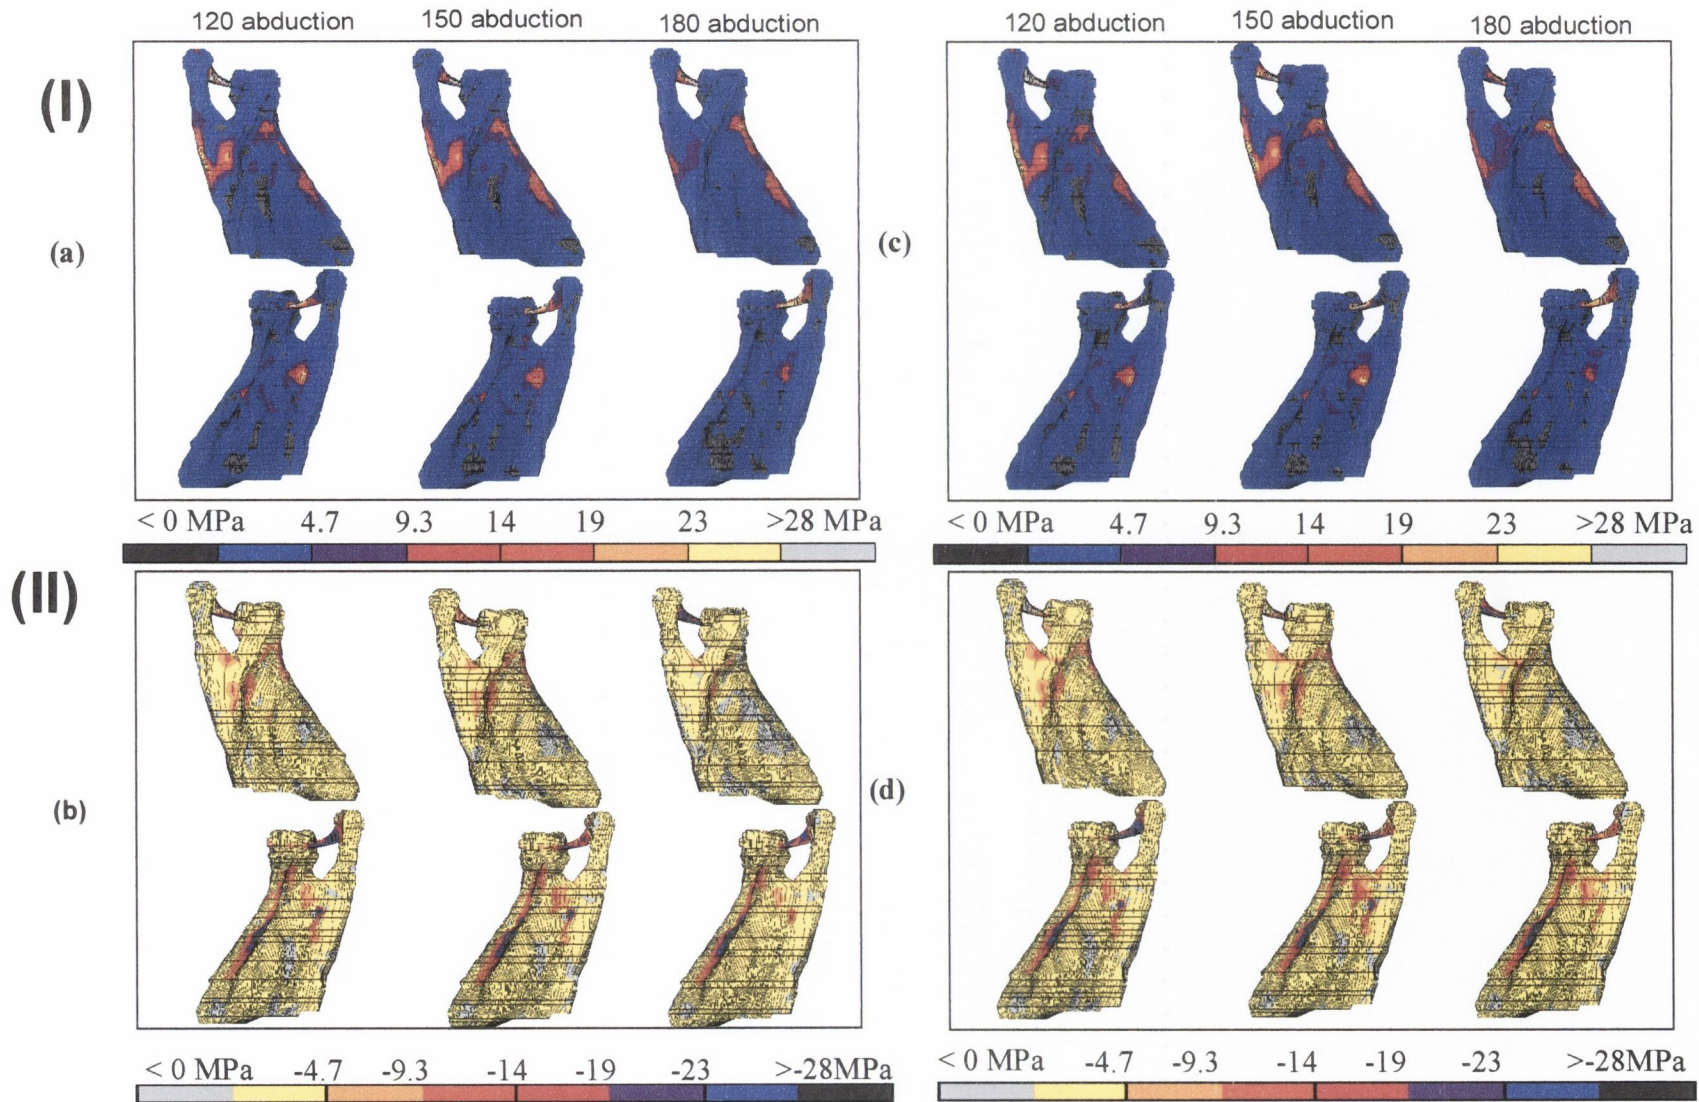 120 abduction 150 abduction 180 abduction
120 abduction 150 abduction 180 abduction
(I)
(a)
(c)
< 0 MPa 4.7 9.3 14 19 23 >28 MPa
< 0 MPa 4.7 9.3 14 19 23 >28 MPa
(II)
(b)
(d)
< 0 MPa -4.7 -9.3 -14 -19 -23 >-28MPa
< 0 MPa -4.7 -9.3 -14 -19 -23 >-28MPa